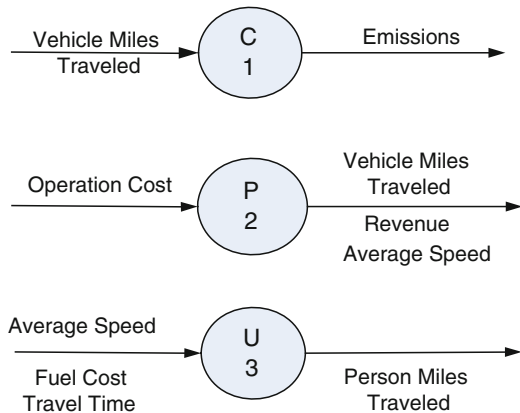 Vehicle Miles
Traveled
C
1
Emissions
Operation Cost
P
2
Vehicle Miles
Traveled
Revenue
Average Speed
Average Speed
Fuel Cost
Travel Time
U
3
Person Miles
Traveled